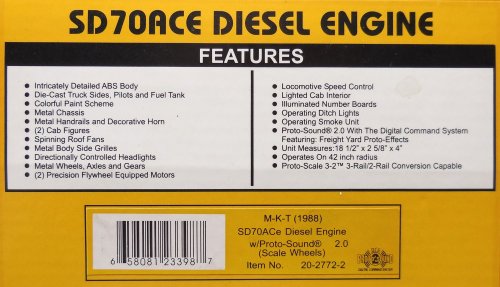 SD70ACE DIESEL ENGINE
FEATURES
● Intricately Detailed ABS Body
● Die-Cast Truck Sides, Pilots and Fuel Tank
● Colorful Paint Scheme
● Metal Chassis
● Metal Handrails and Decorative Horn
● (2) Cab Figures
● Spinning Roof Fans
● Metal Body Side Grilles
● Directionally Controlled Headlights
● Metal Wheels, Axles and Gears
● (2) Precision Flywheel Equipped Motors
● Locomotive Speed Control
● Lighted Cab Interior
● Illuminated Number Boards
● Operating Ditch Lights
● Operating Smoke Unit
● Proto-Sound® 2.0 With The Digital Command System
Featuring: Freight Yard Proto-Effects
● Unit Measures:18 1/2" x 2 5/8" x 4"
● Operates On 42 inch radius
● Proto-Scale 3-2™ 3-Rail/2-Rail Conversion Capable
M-K-T (1988)
SD70ACe Diesel Engine
w/Proto-Sound® 2.0
(Scale Wheels)
Item No. 20-2772-2
6 58081 23398 7